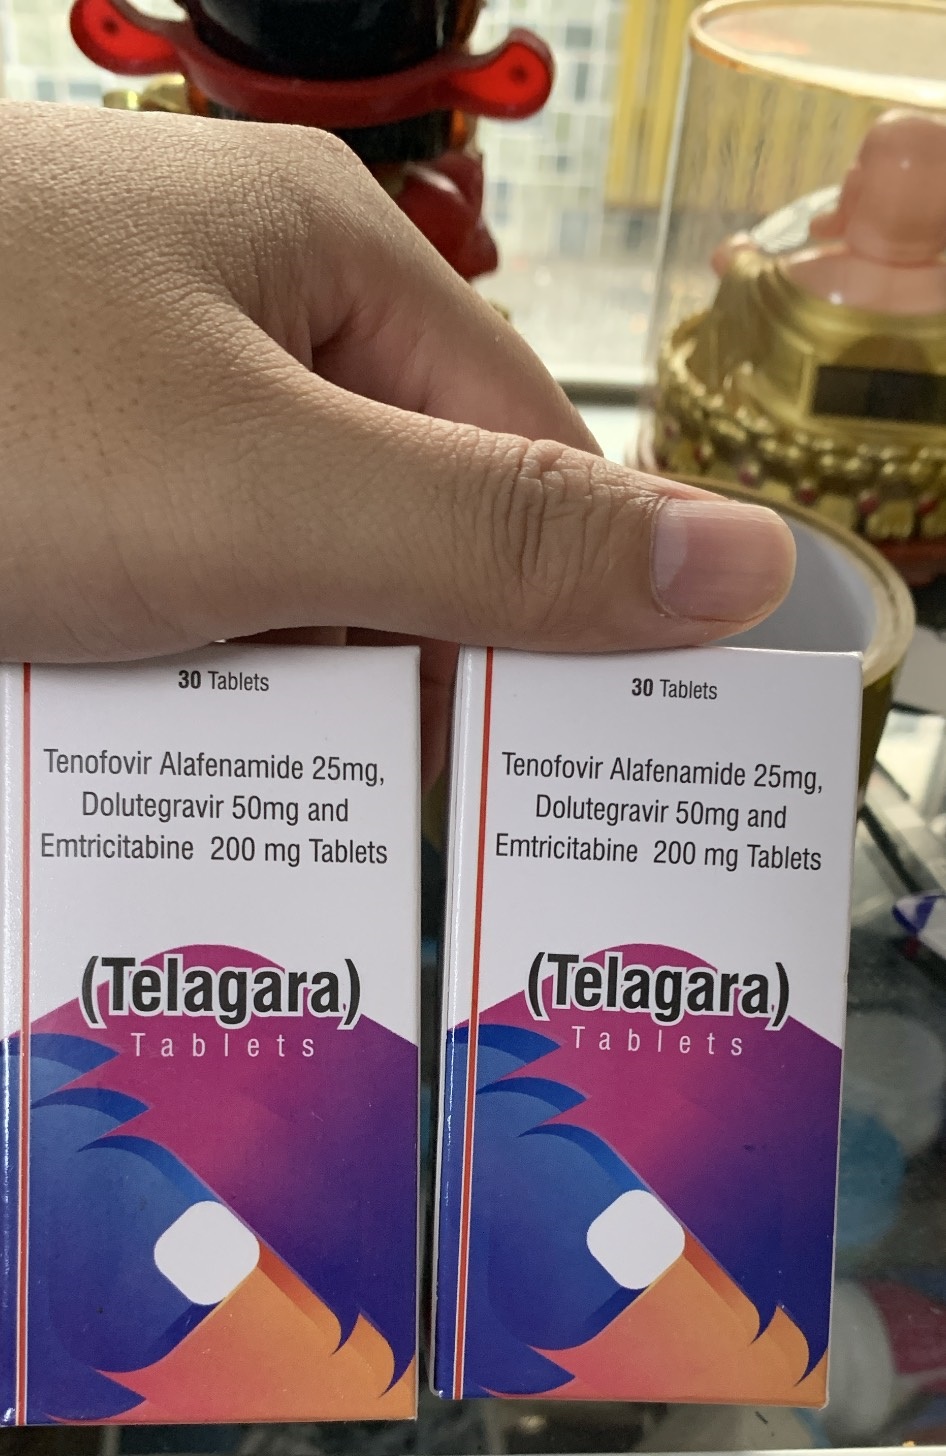 30 Tablets
Tenofovir Alafenamide 25mg,
Dolutegravir 50mg and
Emtricitabine 200 mg Tablets
(Telagara)
Tablets
30 Tablets
Tenofovir Alafenamide 25mg,
Dolutegravir 50mg and
Emtricitabine 200 mg Tablets
(Telagara)
Tablets